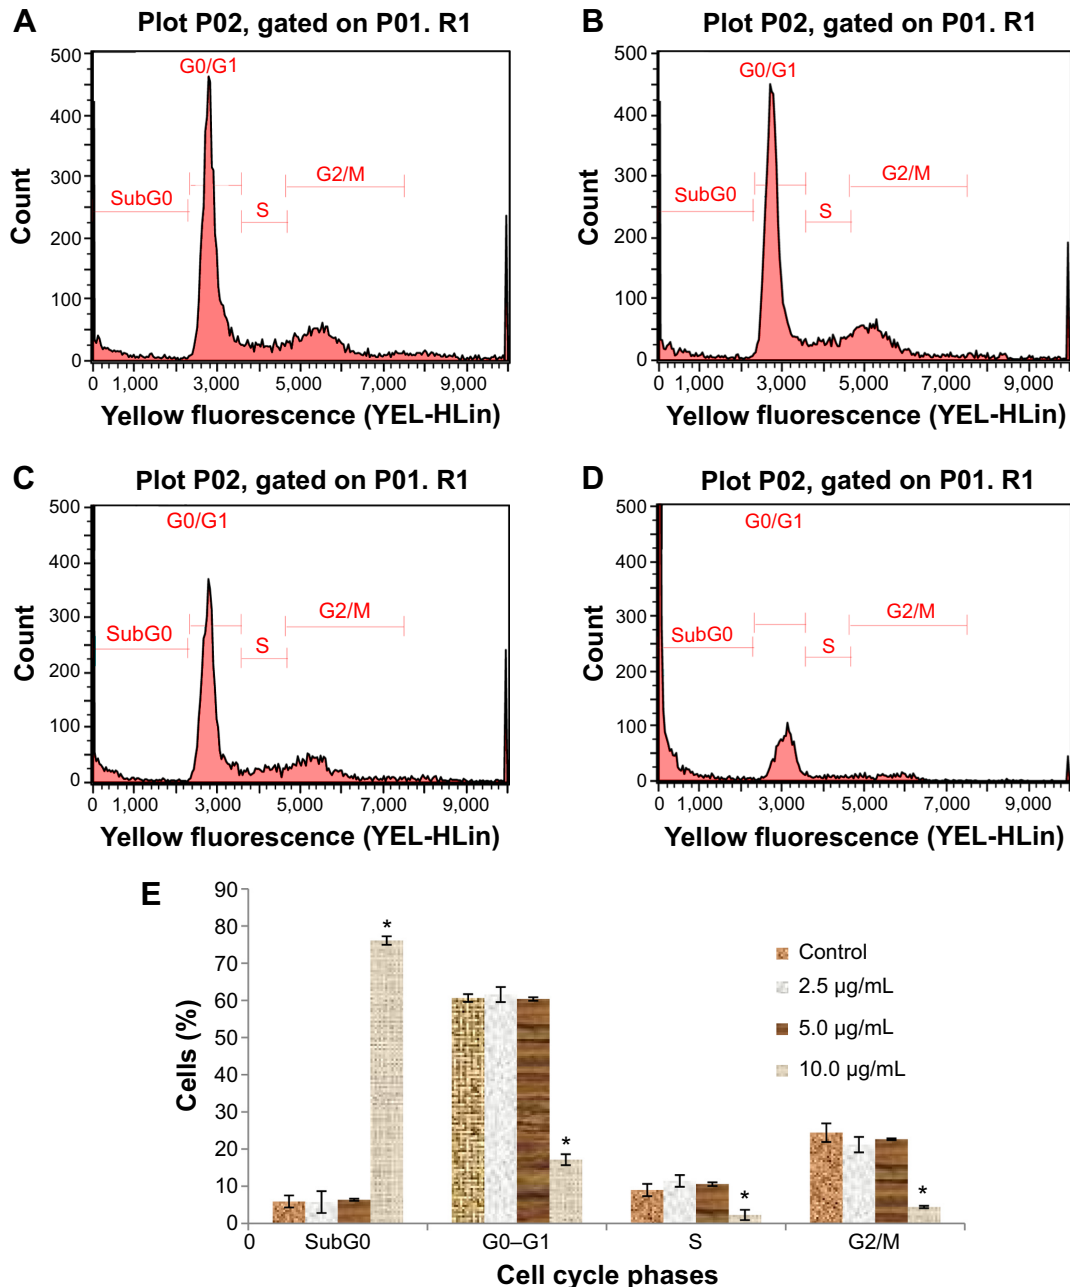 A
Plot P02, gated on P01. R1
500
400
300
200
100
0
Count
G0/G1
SubG0
S
G2/M
0 1,000 3,000 5,000 7,000 9,000
Yellow fluorescence (YEL-HLin)
B
Plot P02, gated on P01. R1
500
400
300
200
100
0
Count
G0/G1
SubG0
S
G2/M
0 1,000 3,000 5,000 7,000 9,000
Yellow fluorescence (YEL-HLin)
C
Plot P02, gated on P01. R1
500
400
300
200
100
0
Count
G0/G1
SubG0
S
G2/M
0 1,000 3,000 5,000 7,000 9,000
Yellow fluorescence (YEL-HLin)
D
Plot P02, gated on P01. R1
500
400
300
200
100
0
Count
G0/G1
SubG0
S
G2/M
0 1,000 3,000 5,000 7,000 9,000
Yellow fluorescence (YEL-HLin)
E
90
80
70
60
50
40
30
20
10
0
Cells (%)
*
*
*
*
Control
2.5 µg/mL
5.0 µg/mL
10.0 µg/mL
0 SubG0 G0–G1 S G2/M
Cell cycle phases